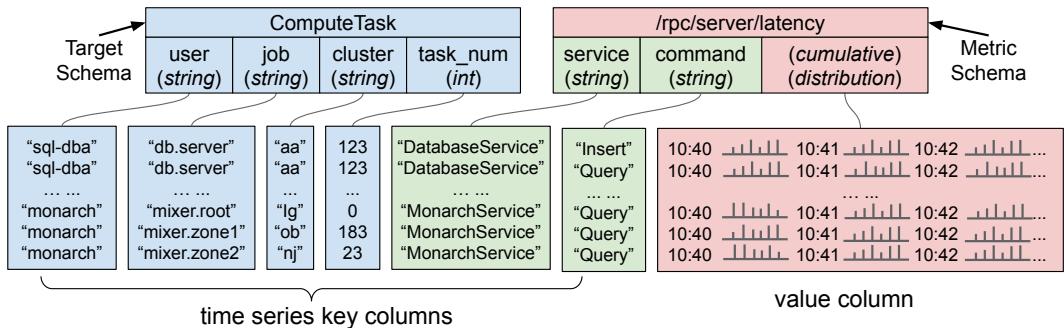 ComputeTask
/rpc/server/latency
Target
Schema
Metric
Schema
user
(string)
job
(string)
cluster
(string)
task_num
(int)
service
(string)
command
(string)
(cumulative)
(distribution)
“sql-dba” “db.server” “aa” 123 “DatabaseService” “Insert” 10:40 10:41 10:42
“sql-dba” “db.server” “aa” 123 “DatabaseService” “Query” 10:40 10:41 10:42 ...
... ... ... ... ... ... ... ... ... ... ... ...
“monarch” “mixer.root” “lg” 0 “MonarchService” “Query” 10:40 10:41 10:42 ...
“monarch” “mixer.zone1” “ob” 183 “MonarchService” “Query” 10:40 10:41 10:42 ...
“monarch” “mixer.zone2” “nj” 23 “MonarchService” “Query” 10:40 10:41 10:42 ...
time series key columns
value column